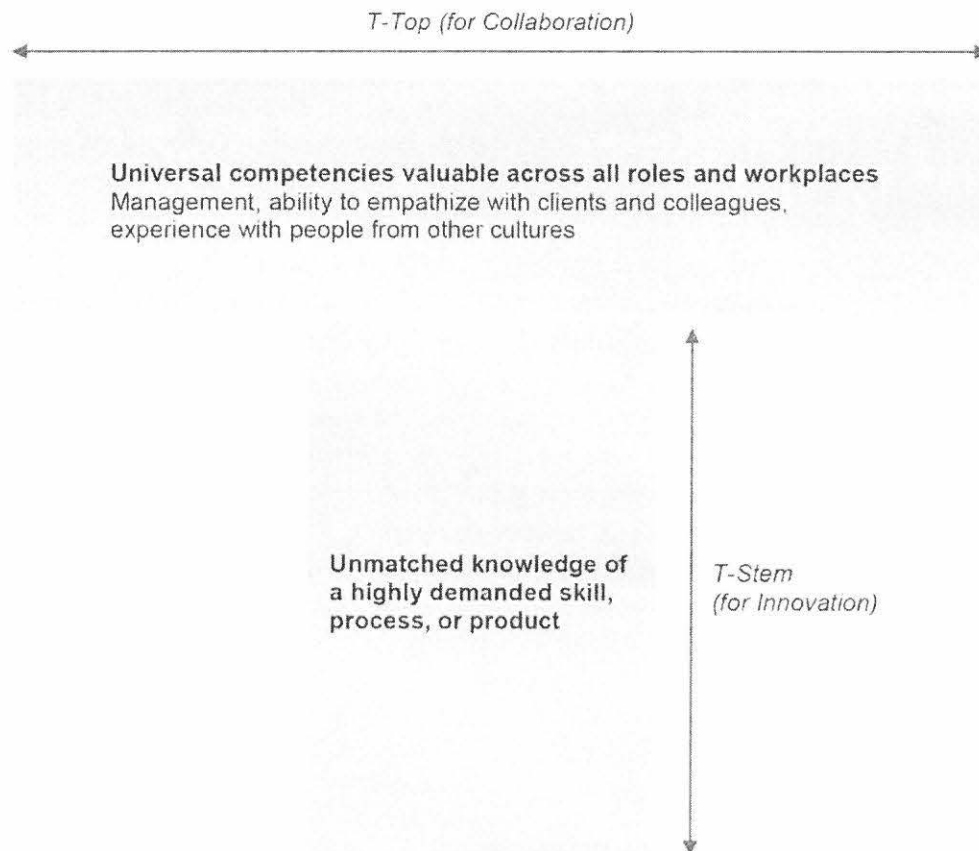 T-Top (for Collaboration)
Universal competencies valuable across all roles and workplaces
Management, ability to empathize with clients and colleagues,
experience with people from other cultures
Unmatched knowledge of
a highly demanded skill,
process, or product
T-Stem
(for Innovation)